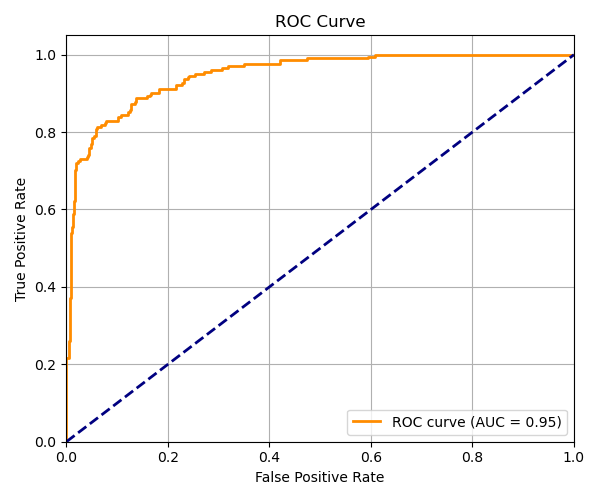 ROC Curve
1.0
0.8
0.6
0.4
0.2
0.0
True Positive Rate
ROC curve (AUC = 0.95)
0.0 0.2 0.4 0.6 0.8 1.0
False Positive Rate